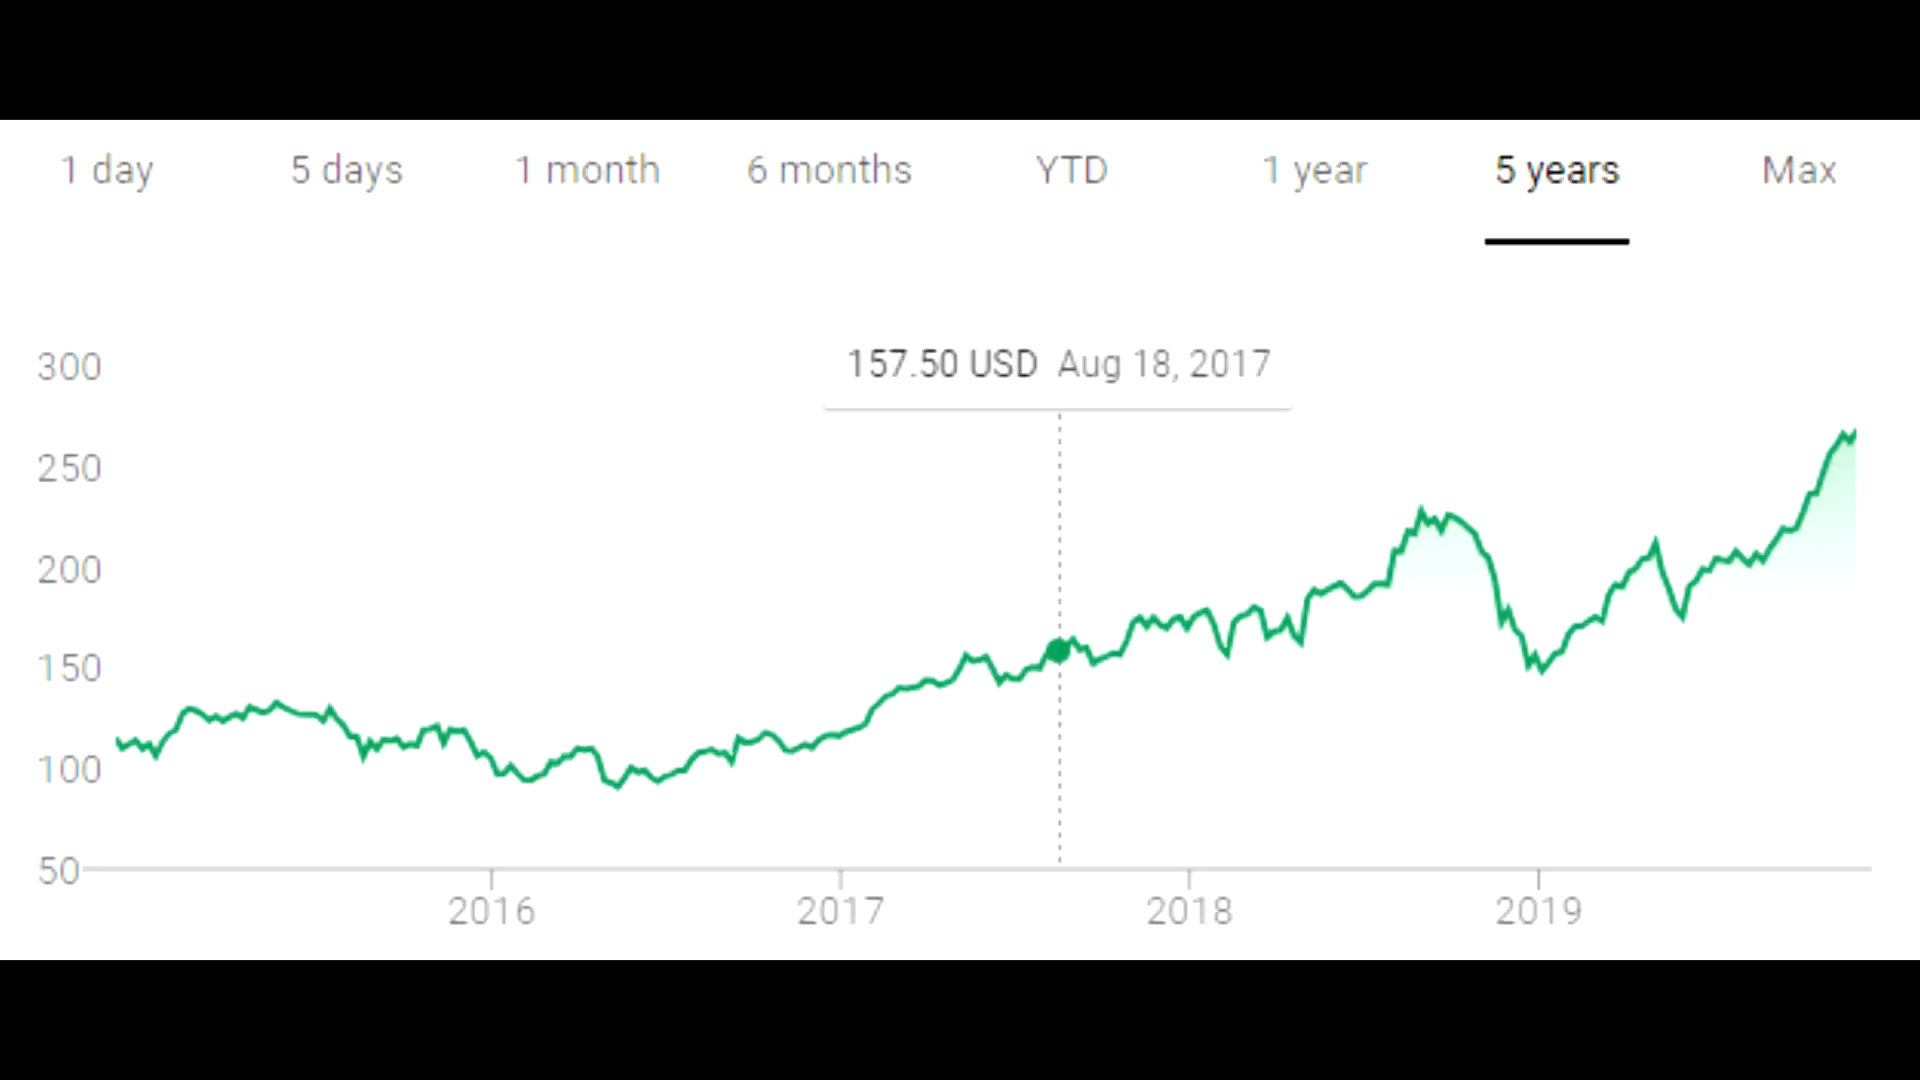 1 day 5 days 1 month 6 months YTD 1 year 5 years Max
157.50 USD Aug 18, 2017
300
250
200
150
100
50
2016 2017 2018 2019